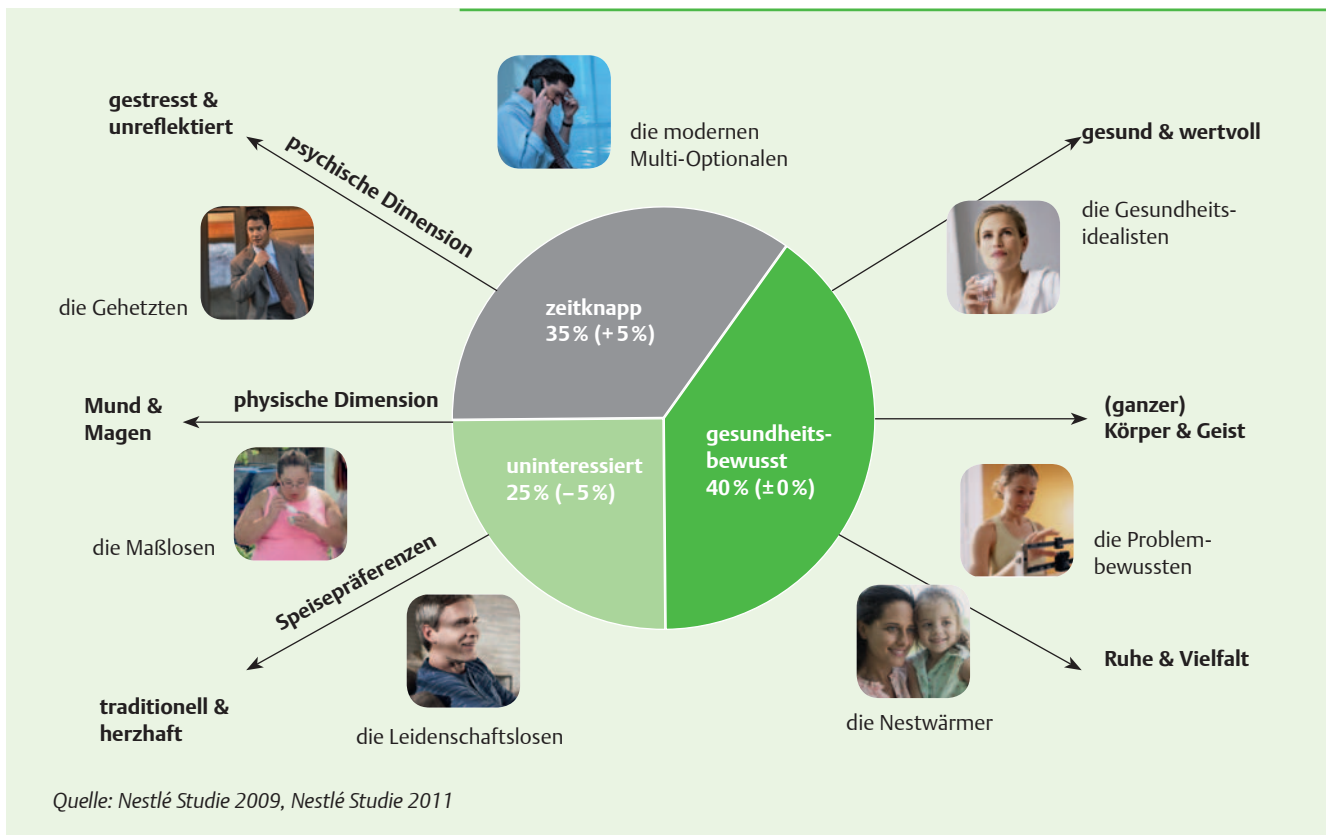 gestresst &
unreflektiert
psychische Dimension
die modernen
Multi-Optionalen
gesund & wertvoll
die Gesundheits-
idealisten
die Gehetzten
zeitknapp
35 % (+ 5 %)
Mund &
Magen
physische Dimension
(ganzer)
Körper & Geist
gesundheits-
bewusst
40 % (± 0 %)
uninteressiert
25 % (– 5 %)
die Maßlosen
die Problem-
bewussten
Speisepräferenzen
Ruhe & Vielfalt
traditionell &
herzhaft
die Leidenschaftslosen
die Nestwärmer
Quelle: Nestlé Studie 2009, Nestlé Studie 2011